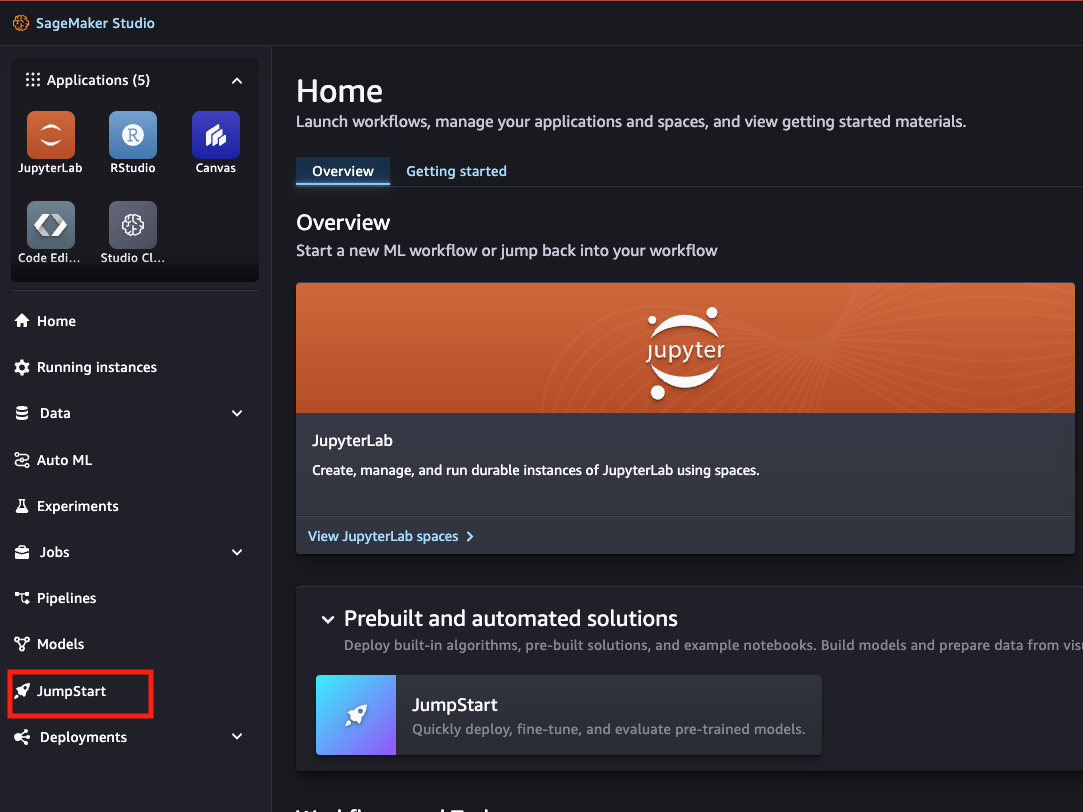 SageMaker Studio
Applications (5)
JupyterLab
RStudio
Canvas
Code Edi...
Studio Cl...
Home
Running instances
Data
Auto ML
Experiments
Jobs
Pipelines
Models
JumpStart
Deployments
Home
Launch workflows, manage your applications and spaces, and view getting started materials.
Overview
Getting started
Overview
Start a new ML workflow or jump back into your workflow
jupyter
JupyterLab
Create, manage, and run durable instances of JupyterLab using spaces.
View JupyterLab spaces
Prebuilt and automated solutions
Deploy built-in algorithms, pre-built solutions, and example notebooks. Build models and prepare data from
JumpStart
Quickly deploy, fine-tune, and evaluate pre-trained models.